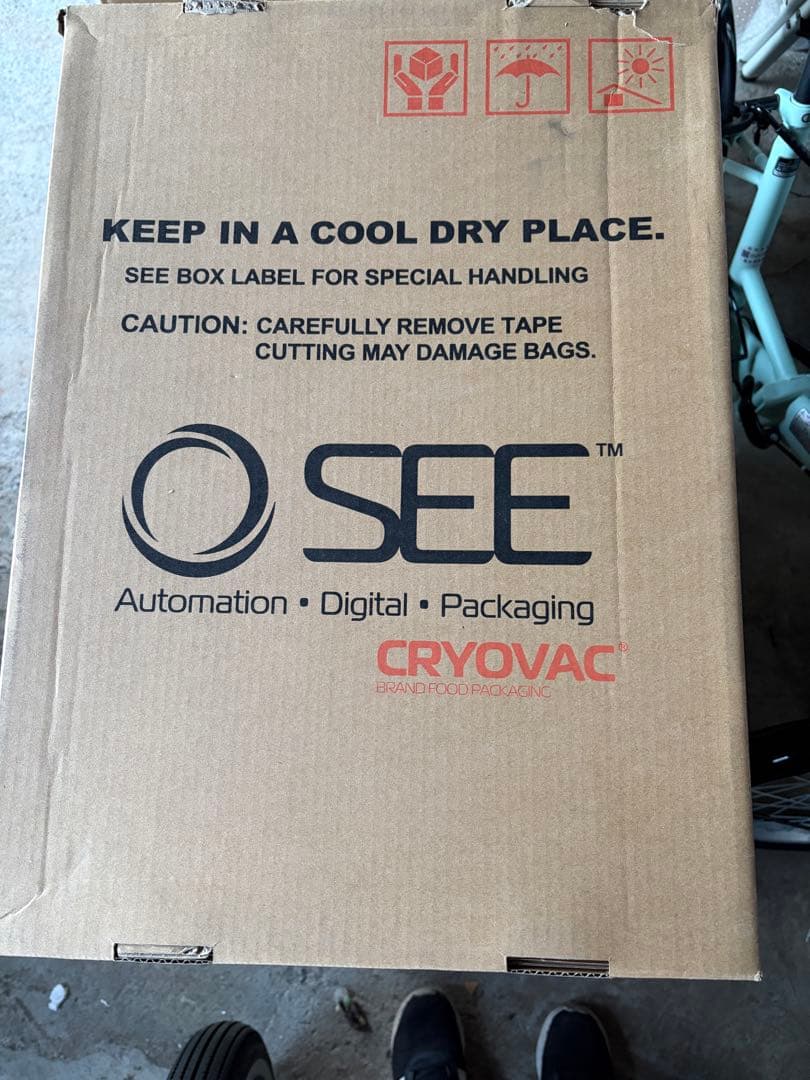 KEEP IN A COOL DRY PLACE.
SEE BOX LABEL FOR SPECIAL HANDLING
CAUTION: CAREFULLY REMOVE TAPE
CUTTING MAY DAMAGE BAGS.
SEE™
Automation • Digital • Packaging
CRYOVAC®
BRAND FOOD PACKAGING